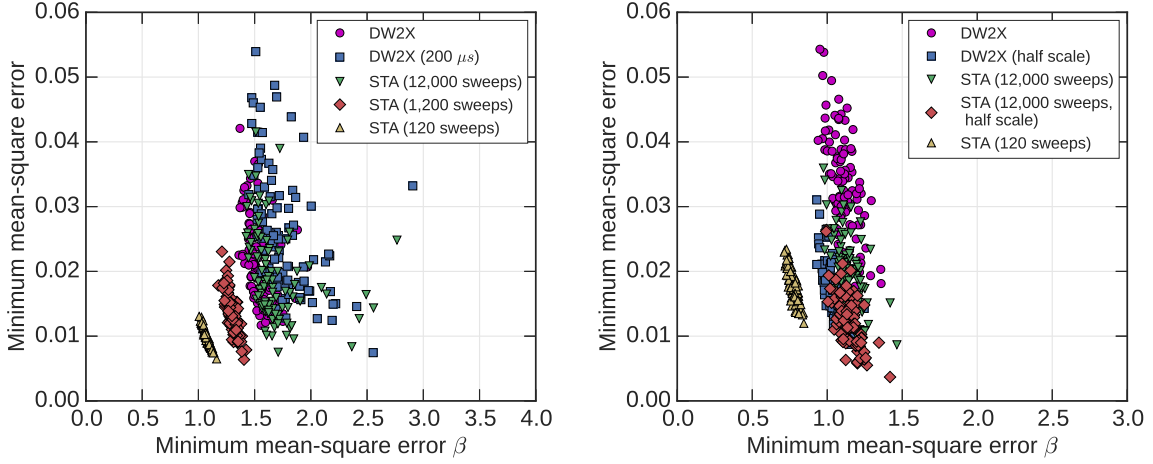 Minimum mean-square error
0.06
0.05
0.04
0.03
0.02
0.01
0.00
0.0 0.5 1.0 1.5 2.0 2.5 3.0 3.5 4.0
Minimum mean-square error β
DW2X
DW2X (200 μs)
STA (12,000 sweeps)
STA (1,200 sweeps)
STA (120 sweeps)
Minimum mean-square error
0.06
0.05
0.04
0.03
0.02
0.01
0.00
0.0 0.5 1.0 1.5 2.0 2.5 3.0
Minimum mean-square error β
DW2X
DW2X (half scale)
STA (12,000 sweeps)
STA (12,000 sweeps,
half scale)
STA (120 sweeps)